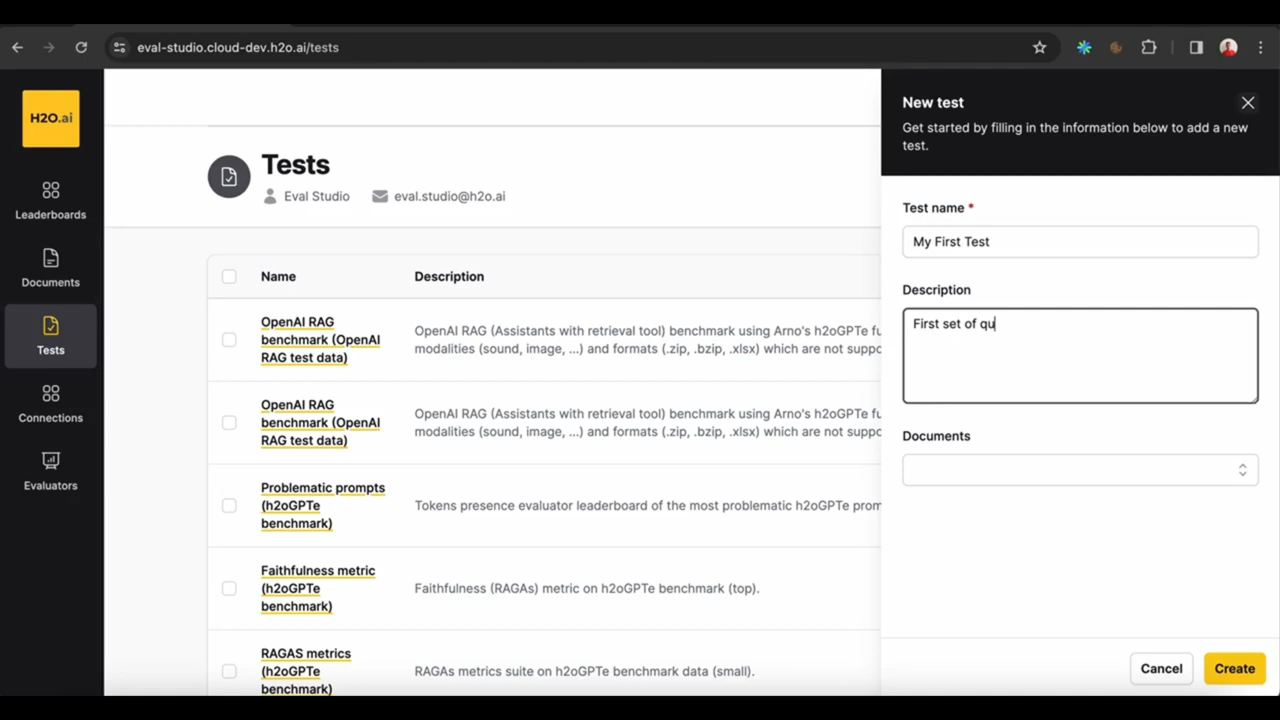 eval-studio.cloud-dev.h2o.ai/tests
H2O.ai
Leaderboards
Documents
Tests
Connections
Evaluators
Tests
Eval Studio
eval.studio@h2o.ai
Name
Description
OpenAI RAG
benchmark (OpenAI
RAG test data)
OpenAI RAG (Assistants with retrieval tool) benchmark using Arno's h2oGPTe fu
modalities (sound, image, ...) and formats (.zip, .bzip, .xlsx) which are not suppo
OpenAI RAG
benchmark (OpenAI
RAG test data)
OpenAI RAG (Assistants with retrieval tool) benchmark using Arno's h2oGPTe fu
modalities (sound, image, ...) and formats (.zip, .bzip, .xlsx) which are not suppo
Problematic prompts
(h2oGPTe
benchmark)
Tokens presence evaluator leaderboard of the most problematic h2oGPTe prom
Faithfulness metric
(h2oGPTe
benchmark)
Faithfulness (RAGAs) metric on h2oGPTe benchmark (top).
RAGAS metrics
(h2oGPTe
benchmark)
RAGAs metrics suite on h2oGPTe benchmark data (small).
New test
Get started by filling in the information below to add a new
test.
Test name *
My First Test
Description
First set of qu
Documents
Cancel
Create